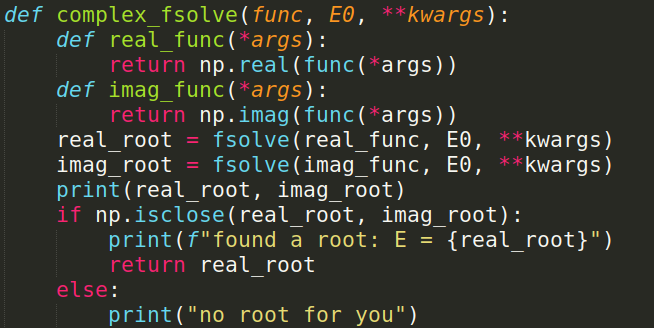 def complex_fsolve(func, E0, **kwargs):
    def real_func(*args):
        return np.real(func(*args))
    def imag_func(*args):
        return np.imag(func(*args))
    real_root = fsolve(real_func, E0, **kwargs)
    imag_root = fsolve(imag_func, E0, **kwargs)
    print(real_root, imag_root)
    if np.isclose(real_root, imag_root):
        print(f"found a root: E = {real_root}")
        return real_root
    else:
        print("no root for you")